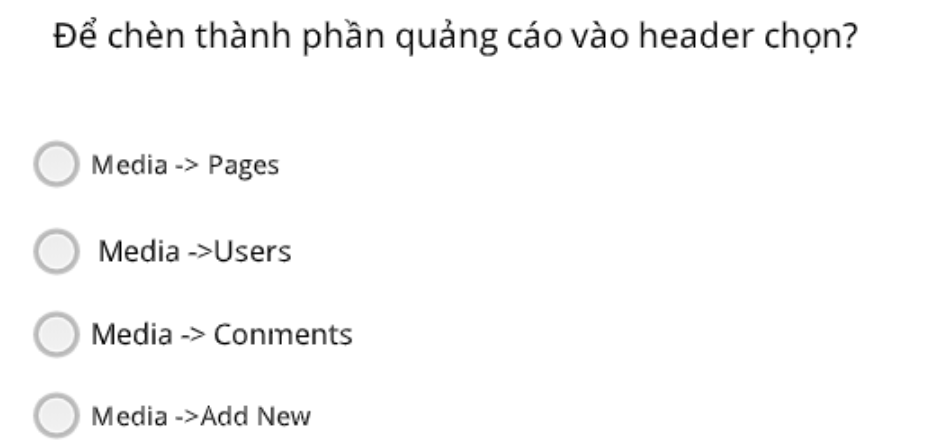 Để chèn thành phần quảng cáo vào header chọn?
Media -> Pages
Media ->Users
Media -> Conments
Media ->Add New